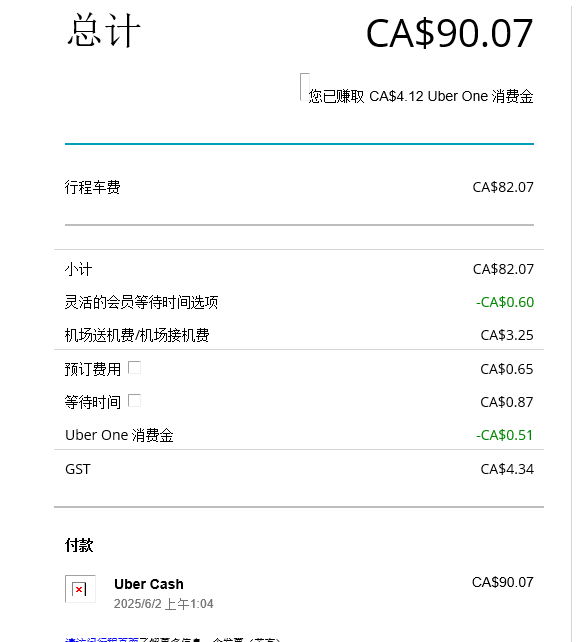 总计 CA$90.07
您已赚取 CA$4.12 Uber One 消费金
行程车费 CA$82.07
小计 CA$82.07
灵活的会员等待时间选项 -CA$0.60
机场送机费/机场接机费 CA$3.25
预订费用 CA$0.65
等待时间 CA$0.87
Uber One 消费金 -CA$0.51
GST CA$4.34
付款
Uber Cash CA$90.07
2025/6/2 上午1:04